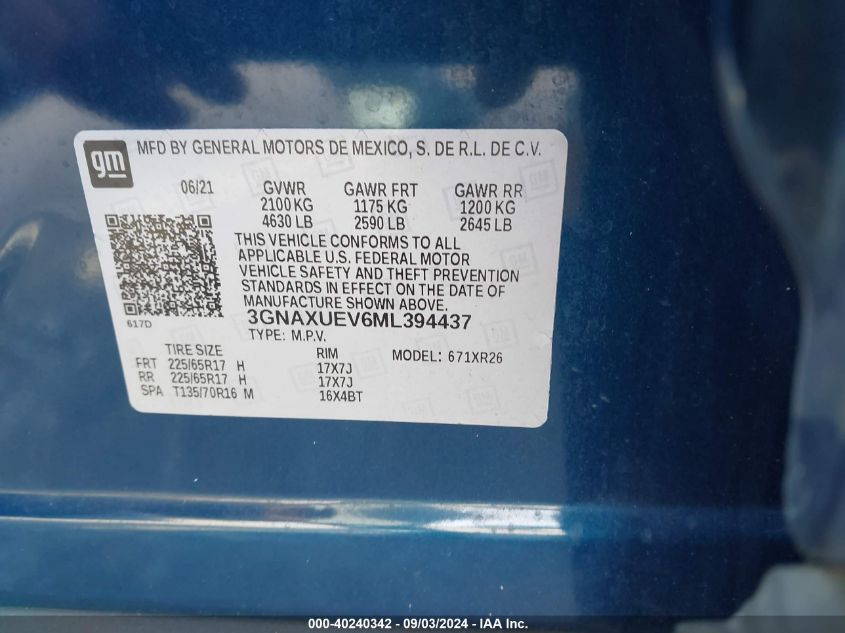 gm
MFD BY GENERAL MOTORS DE MEXICO, S. DE R.L. DE C.V.
06/21 GVWR GAWR FRT GAWR RR
2100 KG 1175 KG 1200 KG
4630 LB 2590 LB 2645 LB
THIS VEHICLE CONFORMS TO ALL
APPLICABLE U.S. FEDERAL MOTOR
VEHICLE SAFETY AND THEFT PREVENTION
STANDARDS IN EFFECT ON THE DATE OF
MANUFACTURE SHOWN ABOVE.
617D
3GNAXUEV6ML394437
TYPE: M.P.V.
TIRE SIZE RIM MODEL: 671XR26
FRT 225/65R17 H 17X7J
RR 225/65R17 H 17X7J
SPA T135/70R16 M 16X4BT
000-40240342 - 09/03/2024 - IAA Inc.